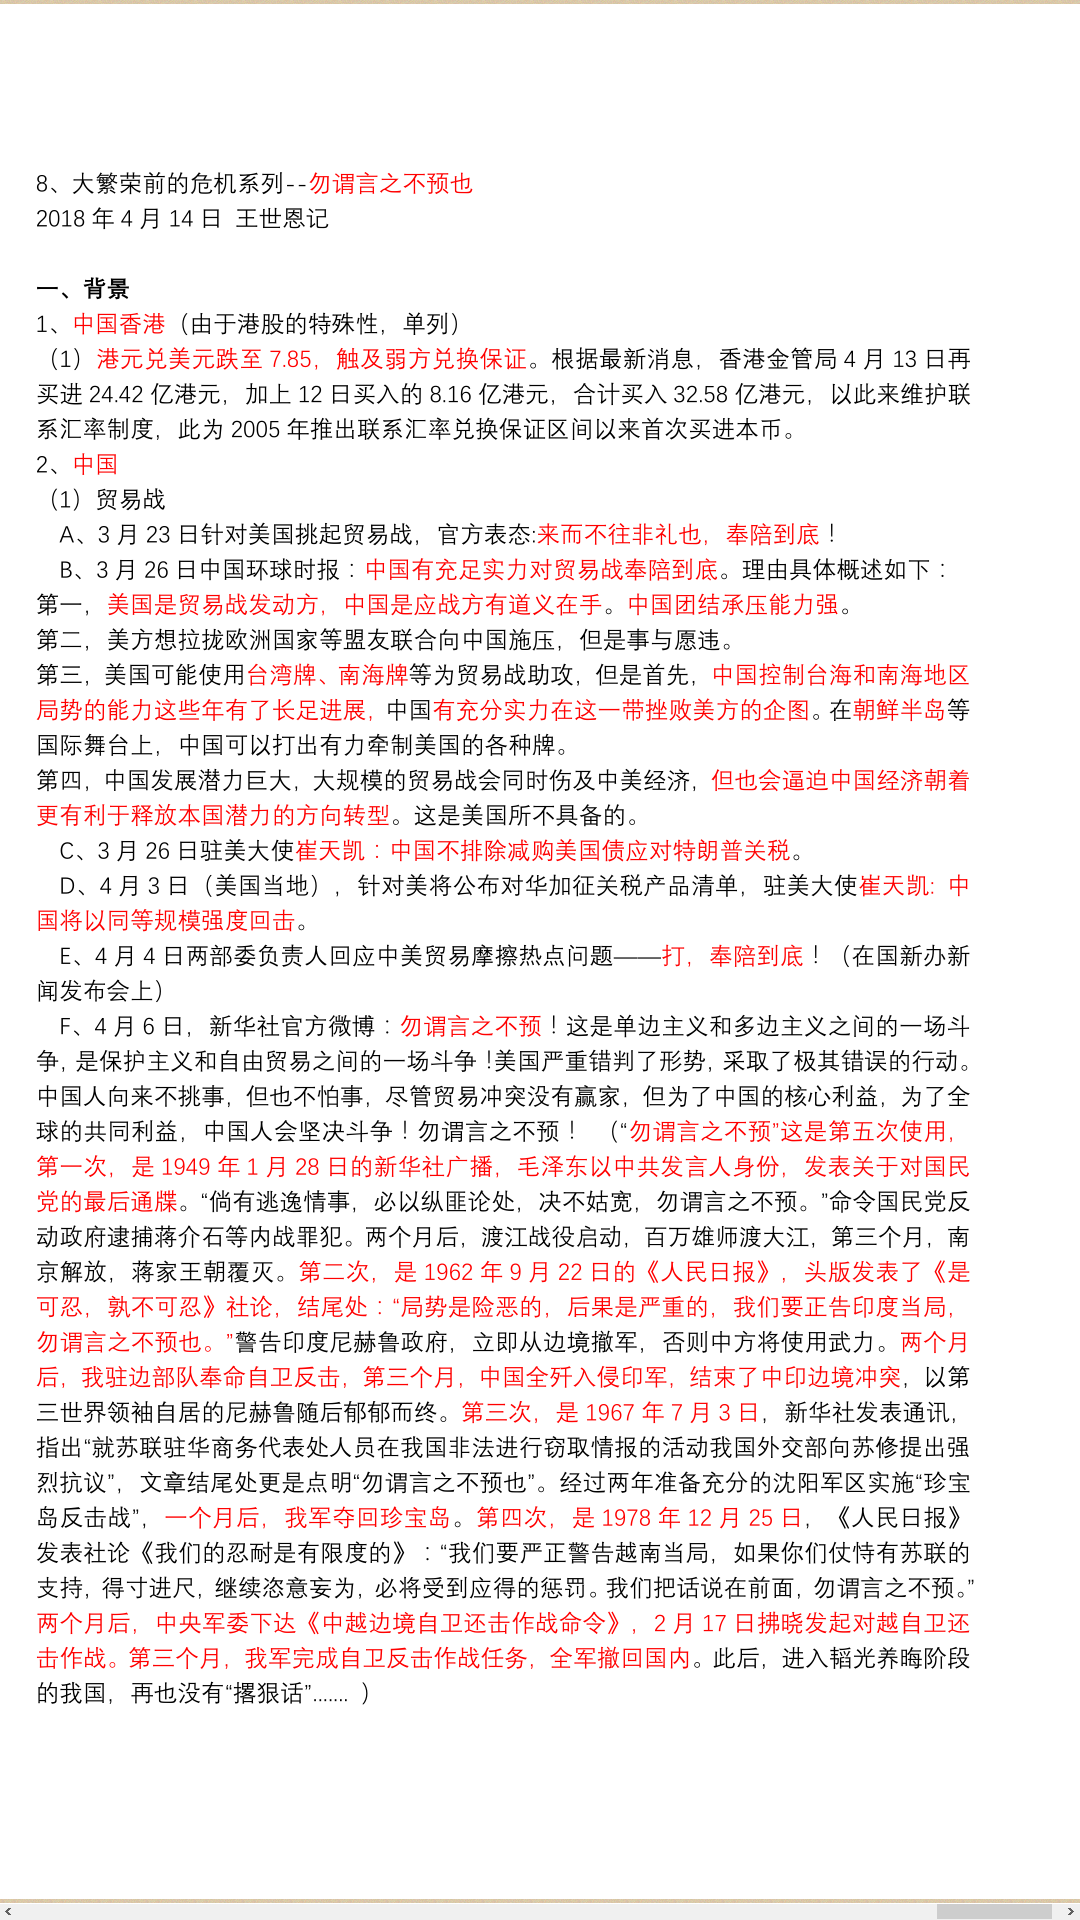 8、大繁荣前的危机系列--勿谓言之不预也
2018 年 4 月 14 日  王世恩记
一、背景
1、中国香港（由于港股的特殊性，单列）
（1）港元兑美元跌至 7.85，触及弱方兑换保证。根据最新消息，香港金管局 4 月 13 日再
买进 24.42 亿港元，加上 12 日买入的 8.16 亿港元，合计买入 32.58 亿港元，以此来维护联
系汇率制度，此为 2005 年推出联系汇率兑换保证区间以来首次买进本币。
2、中国
（1）贸易战
A、3 月 23 日针对美国挑起贸易战，官方表态:来而不往非礼也，奉陪到底！
B、3 月 26 日中国环球时报：中国有充足实力对贸易战奉陪到底。理由具体概述如下：
第一，美国是贸易战发动方，中国是应战方有道义在手。中国团结承压能力强。
第二，美方想拉拢欧洲国家等盟友联合向中国施压，但是事与愿违。
第三，美国可能使用台湾牌、南海牌等为贸易战助攻，但是首先，中国控制台海和南海地区
局势的能力这些年有了长足进展，中国有充分实力在这一带挫败美方的企图。在朝鲜半岛等
国际舞台上，中国可以打出有力牵制美国的各种牌。
第四，中国发展潜力巨大，大规模的贸易战会同时伤及中美经济，但也会逼迫中国经济朝着
更有利于释放本国潜力的方向转型。这是美国所不具备的。
C、3 月 26 日驻美大使崔天凯：中国不排除减购美国债应对特朗普关税。
D、4 月 3 日（美国当地），针对美将公布对华加征关税产品清单，驻美大使崔天凯: 中
国将以同等规模强度回击。
E、4 月 4 日两部委负责人回应中美贸易摩擦热点问题——打，奉陪到底！（在国新办新
闻发布会上）
F、4 月 6 日，新华社官方微博：勿谓言之不预！这是单边主义和多边主义之间的一场斗
争，是保护主义和自由贸易之间的一场斗争！美国严重错判了形势，采取了极其错误的行动。
中国人向来不挑事，但也不怕事，尽管贸易冲突没有赢家，但为了中国的核心利益，为了全
球的共同利益，中国人会坚决斗争！勿谓言之不预！（“勿谓言之不预”这是第五次使用，
第一次，是 1949 年 1 月 28 日的新华社广播，毛泽东以中共发言人身份，发表关于对国民
党的最后通牒。“倘有逃逸情事，必以纵匪论处，决不姑宽，勿谓言之不预。”命令国民党反
动政府逮捕蒋介石等内战罪犯。两个月后，渡江战役启动，百万雄师渡大江，第三个月，南
京解放，蒋家王朝覆灭。第二次，是 1962 年 9 月 22 日的《人民日报》，头版发表了《是
可忍，孰不可忍》社论，结尾处：“局势是险恶的，后果是严重的，我们要正告印度当局，
勿谓言之不预也。”警告印度尼赫鲁政府，立即从边境撤军，否则中方将使用武力。两个月
后，我驻边部队奉命自卫反击，第三个月，中国全歼入侵印军，结束了中印边境冲突，以第
三世界领袖自居的尼赫鲁随后郁郁而终。第三次，是 1967 年 7 月 3 日，新华社发表通讯，
指出“就苏联驻华商务代表处人员在我国非法进行窃取情报的活动我国外交部向苏修提出强
烈抗议”，文章结尾处更是点明“勿谓言之不预也”。经过两年准备充分的沈阳军区实施“珍宝
岛反击战”，一个月后，我军夺回珍宝岛。第四次，是 1978 年 12 月 25 日，《人民日报》
发表社论《我们的忍耐是有限度的》：“我们要严正警告越南当局，如果你们仗恃有苏联的
支持，得寸进尺，继续恣意妄为，必将受到应得的惩罚。我们把话说在前面，勿谓言之不预。”
两个月后，中央军委下达《中越边境自卫还击作战命令》，2 月 17 日拂晓发起对越自卫还
击作战。第三个月，我军完成自卫反击作战任务，全军撤回国内。此后，进入韬光养晦阶段
的我国，再也没有“撂狠话”....... ）